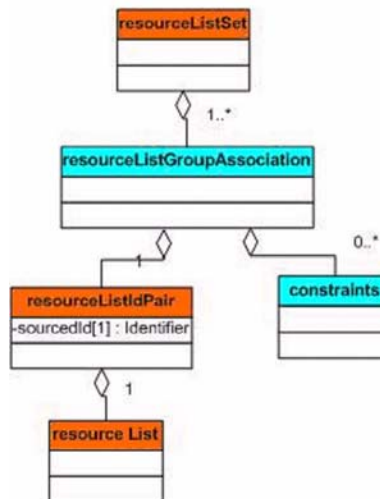 resourceListSet
1..*
resourceListGroupAssociation
1
0..*
resourceListIdPair
-sourcedId[1] : Identifier
constraints
1
resource List